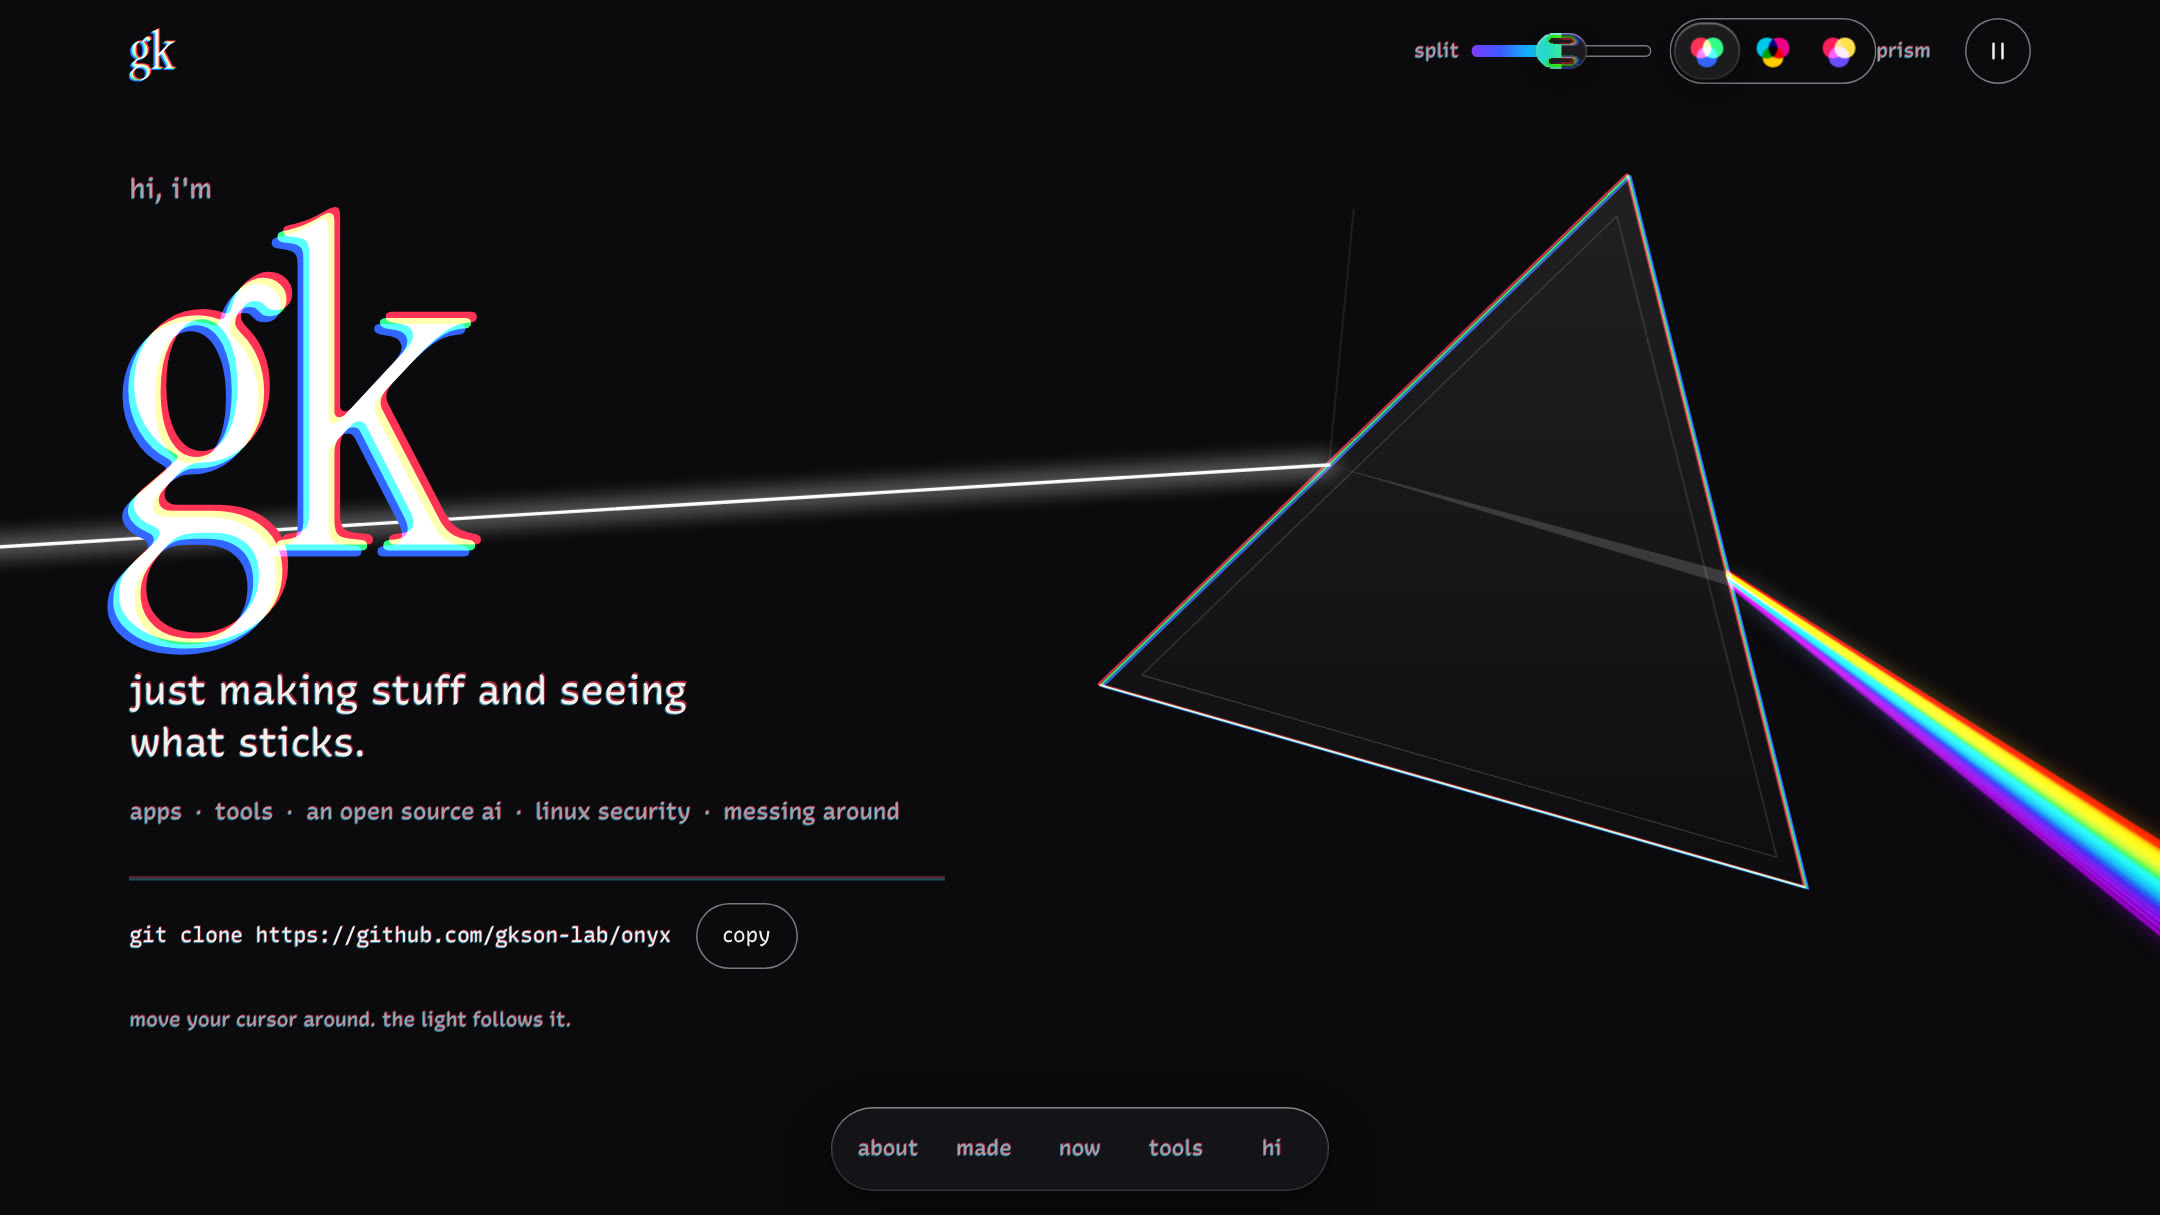 gk
split
prism
hi, i'm
gk
just making stuff and seeing
what sticks.
apps · tools · an open source ai · linux security · messing around
git clone https://github.com/gkson-lab/onyx
copy
move your cursor around. the light follows it.
about made now tools hi